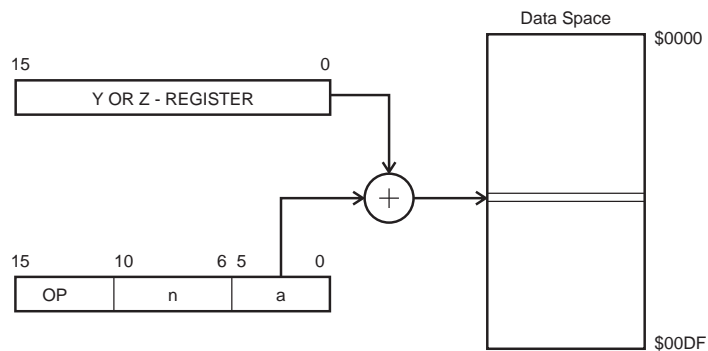 Data Space
$0000
15 0
Y OR Z - REGISTER
+
15 10 6 5 0
OP n a
$00DF